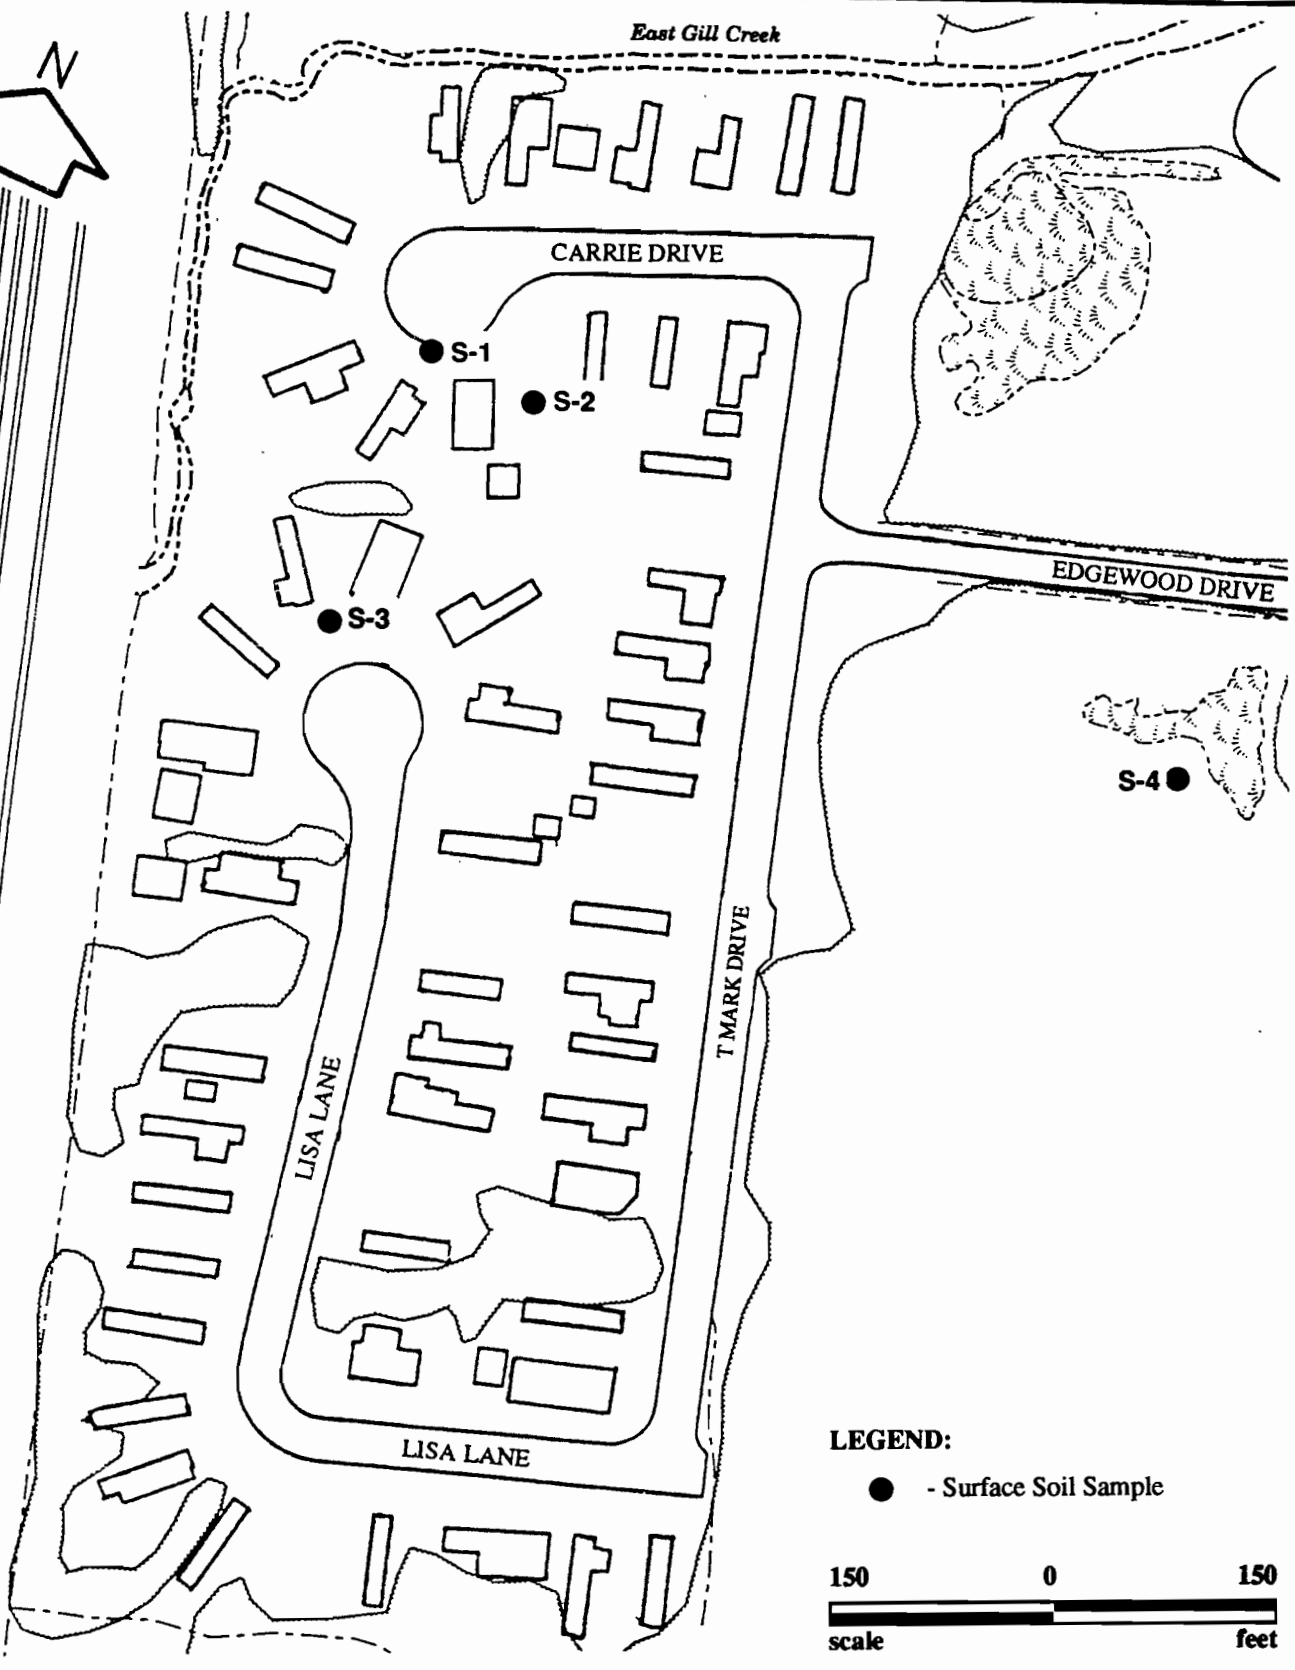 East Gill Creek
N
CARRIE DRIVE
S-1
S-2
EDGEWOOD DRIVE
S-3
S-4
T MARK DRIVE
LISA LANE
LEGEND:
LISA LANE
- Surface Soil Sample
150 0 150
scale feet